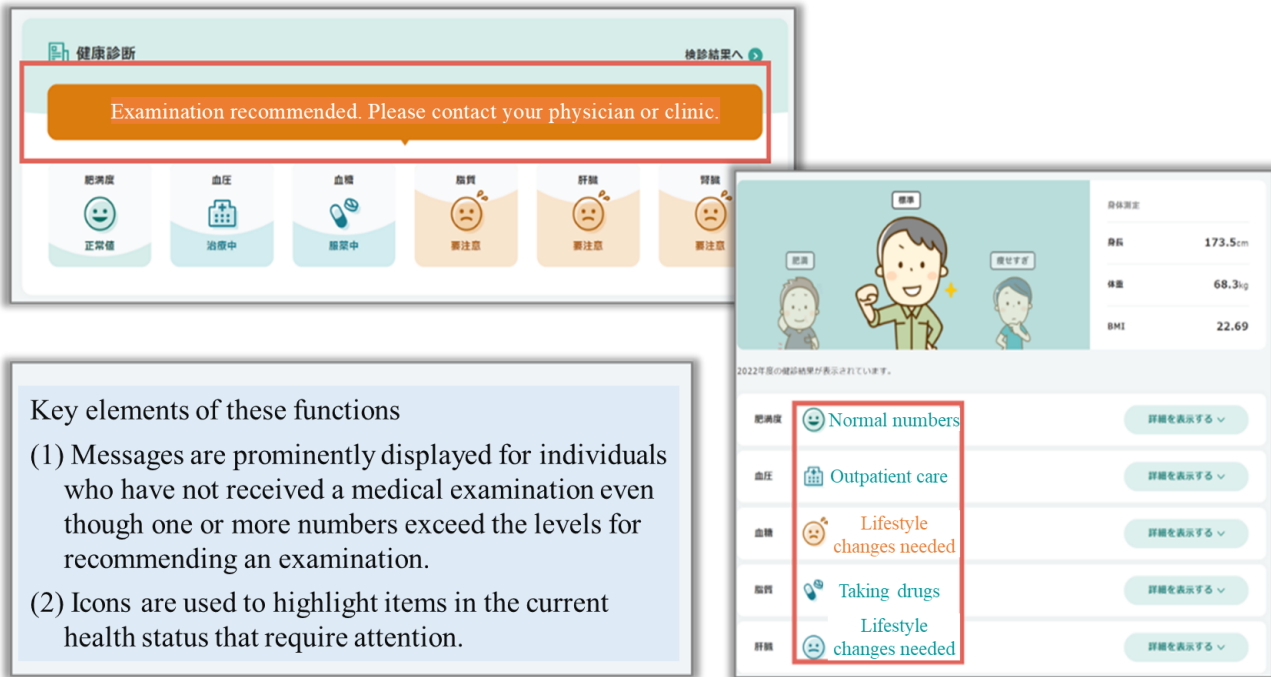 健康診断
検診結果へ
Examination recommended. Please contact your physician or clinic.
肥満度
血圧
血糖
脂質
肝臓
腎臓
正常値
治療中
服薬中
要注意
要注意
要注意
Key elements of these functions
(1) Messages are prominently displayed for individuals
who have not received a medical examination even
though one or more numbers exceed the levels for
recommending an examination.
(2) Icons are used to highlight items in the current
health status that require attention.
標準
肥満
痩せすぎ
身体測定
身長 173.5cm
体重 68.3kg
BMI 22.69
2022年度の健診結果が表示されています。
肥満度 Normal numbers 詳細を表示する
血圧 Outpatient care 詳細を表示する
血糖 Lifestyle
changes needed 詳細を表示する
脂質 Taking drugs 詳細を表示する
肝臓 Lifestyle
changes needed 詳細を表示する